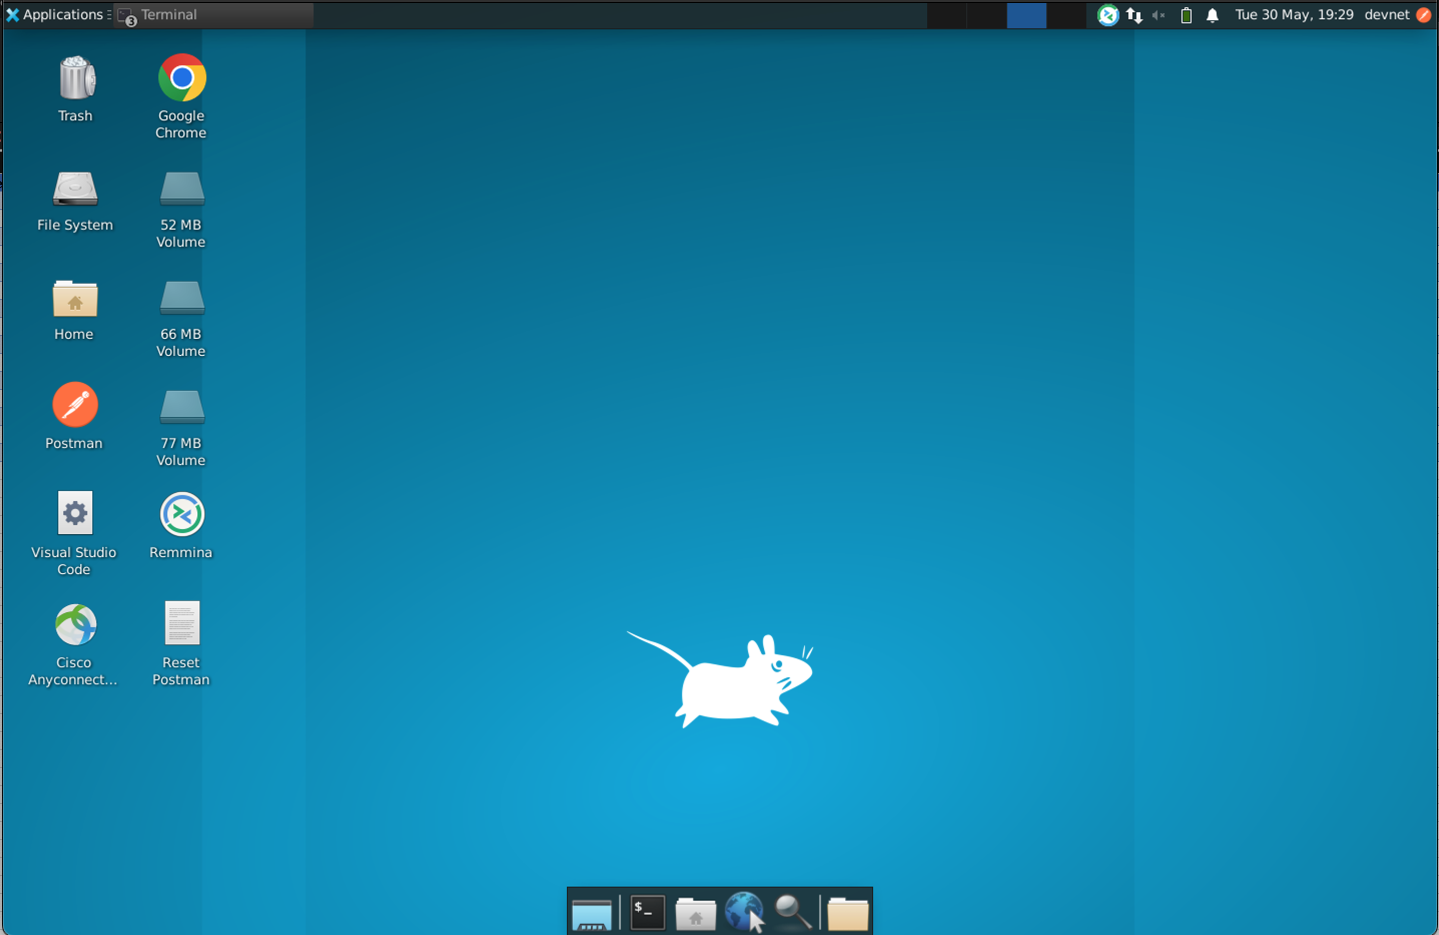 Applications
3
Terminal
Tue 30 May, 19:29
devnet
Trash
Google
Chrome
File System
52 MB
Volume
Home
66 MB
Volume
Postman
77 MB
Volume
Visual Studio
Code
Remmina
Cisco
Anyconnect...
Reset
Postman
$_